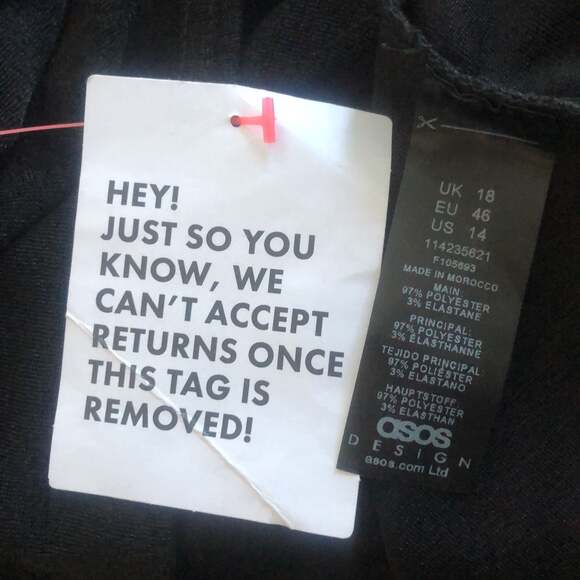 HEY!
JUST SO YOU
KNOW, WE
CAN'T ACCEPT
RETURNS ONCE
THIS TAG IS
REMOVED!
UK 18
EU 46
US 14
114235621
F105693
MADE IN MOROCCO
MAIN
97% POLYESTER
3% ELASTANE
PRINCIPAL:
97% POLYESTER
3% ELASTHANNE
TEJIDO PRINCIPAL:
97% POLIÉSTER
3% ELASTANO
HAUPTSTOFF:
97% POLYESTER
3% ELASTHAN
asos
DESIGN
asos.com Ltd